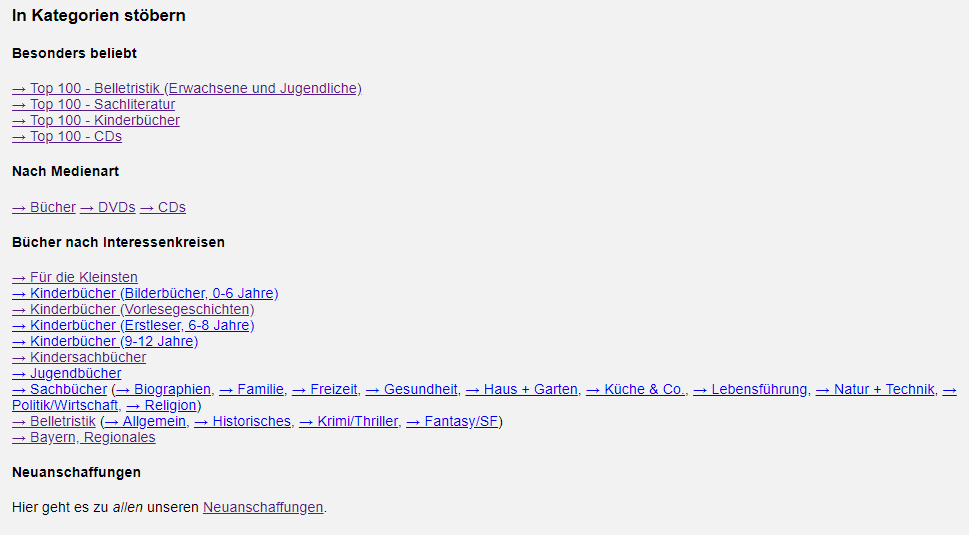 In Kategorien stöbern
Besonders beliebt
→ Top 100 - Belletristik (Erwachsene und Jugendliche)
→ Top 100 - Sachliteratur
→ Top 100 - Kinderbücher
→ Top 100 - CDs
Nach Medienart
→ Bücher → DVDs → CDs
Bücher nach Interessenkreisen
→ Für die Kleinsten
→ Kinderbücher (Bilderbücher, 0-6 Jahre)
→ Kinderbücher (Vorlesegeschichten)
→ Kinderbücher (Erstleser, 6-8 Jahre)
→ Kinderbücher (9-12 Jahre)
→ Kindersachbücher
→ Jugendbücher
→ Sachbücher (→ Biographien, → Familie, → Freizeit, → Gesundheit, → Haus + Garten, → Küche & Co., → Lebensführung, → Natur + Technik, →
Politik/Wirtschaft, → Religion)
→ Belletristik (→ Allgemein, → Historisches, → Krimi/Thriller, → Fantasy/SF)
→ Bayern, Regionales
Neuanschaffungen
Hier geht es zu allen unseren Neuanschaffungen.